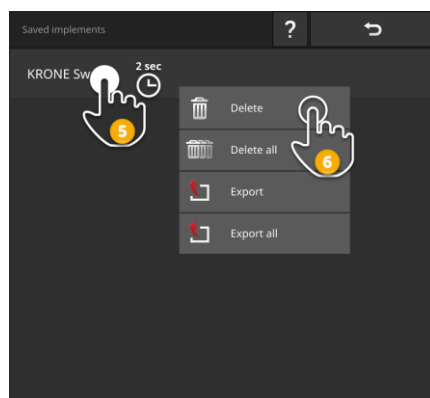 Saved implements
?
KRONE Sw
2 sec
5
Delete
6
Delete all
Export
Export all